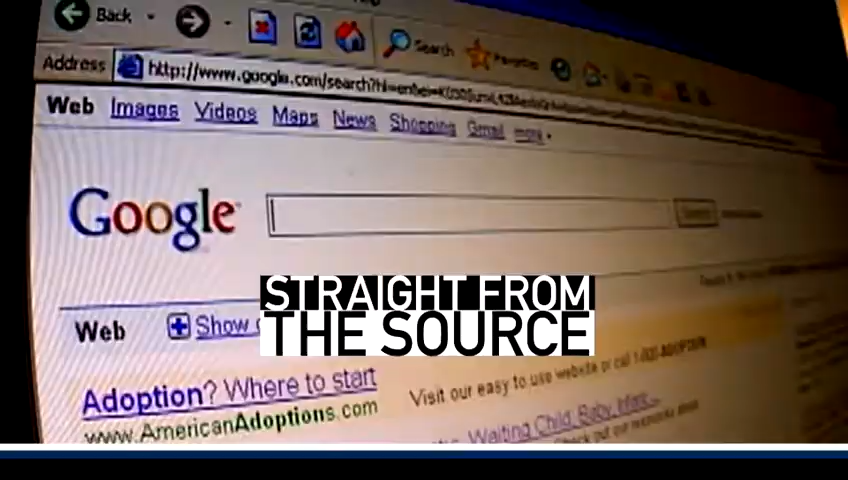 Back
Search
Favorites
Address
http://www.google.com/search?hl=en&ei=
Web Images Videos Maps News Shopping Gmail more
Google
Search
STRAIGHT FROM
THE SOURCE
Web
Show
Adoption? Where to start
Visit our easy to use website or call 1-800-ADOPTION
www.AmericanAdoptions.com
Waiting Child, Baby